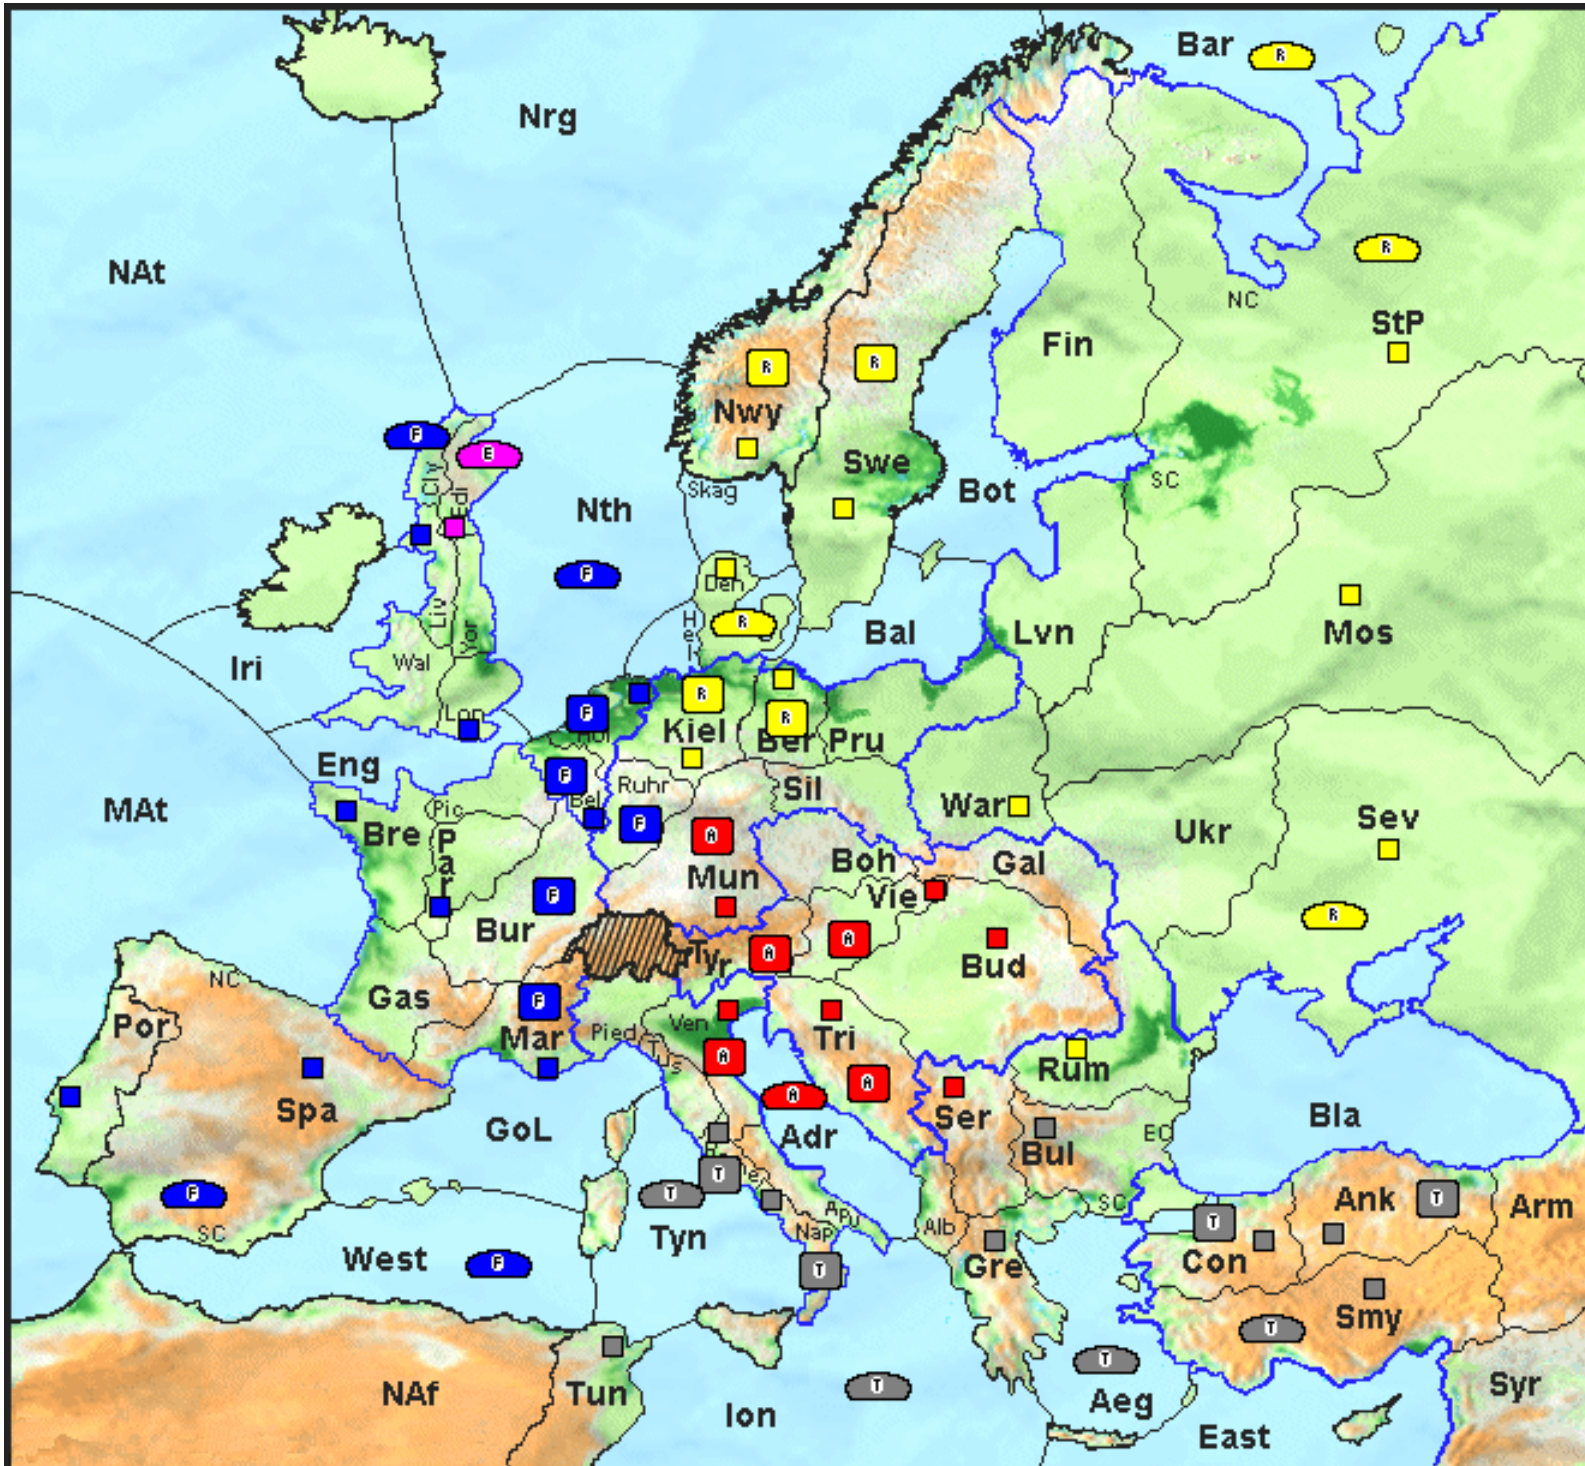 Bar
R
Nrg
R
NAt
NC
StP
Fin
R
R
Nwy
F
E
Swe
Cly
Edi
SC
Skag
Bot
Nth
F
Den
R
Hel
Liv
Yor
Bal
Lvn
Mos
Iri
Wal
R
F
Lon
Hol
Kiel
R
Ber
Pru
Eng
F
Ruhr
Sil
Bel
MAt
Pic
Bre
Par
War
Ukr
Sev
F
A
Boh
Gal
Mun
Vie
F
Bur
R
A
Tyr
A
Bud
NC
Gas
F
Por
Mar
Pied
Ven
Tus
Tri
A
Rum
A
A
Spa
GoL
Adr
Ser
Bla
Bul
EC
T
F
T
Ank
T
SC
Apu
SC
Arm
Nap
Alb
T
West
Tyn
Con
F
T
Gre
Smy
T
T
NAf
Tun
T
Ion
Aeg
Syr
East